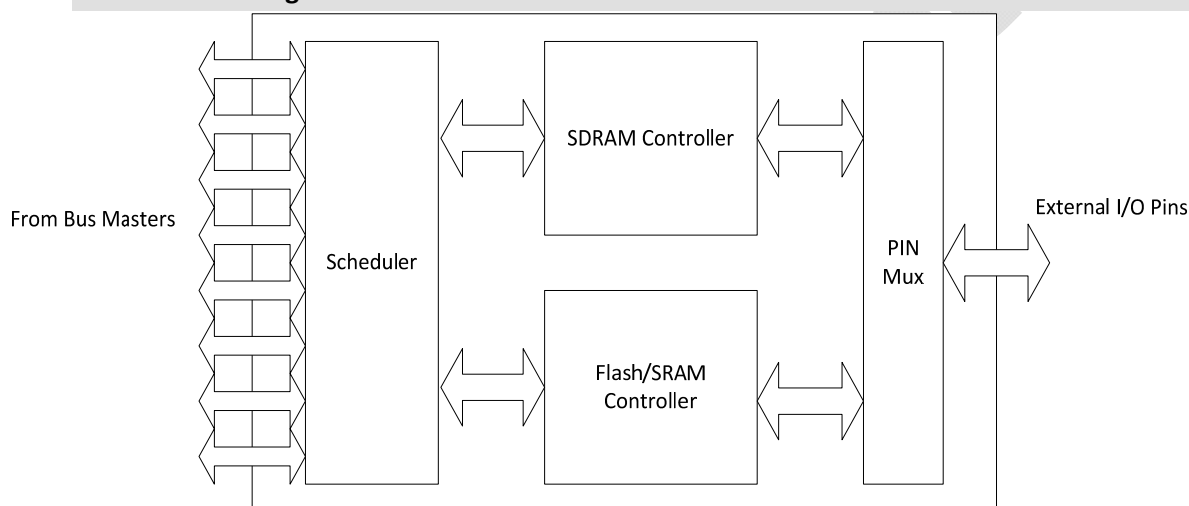 From Bus Masters
Scheduler
SDRAM Controller
Flash/SRAM
Controller
PIN
Mux
External I/O Pins